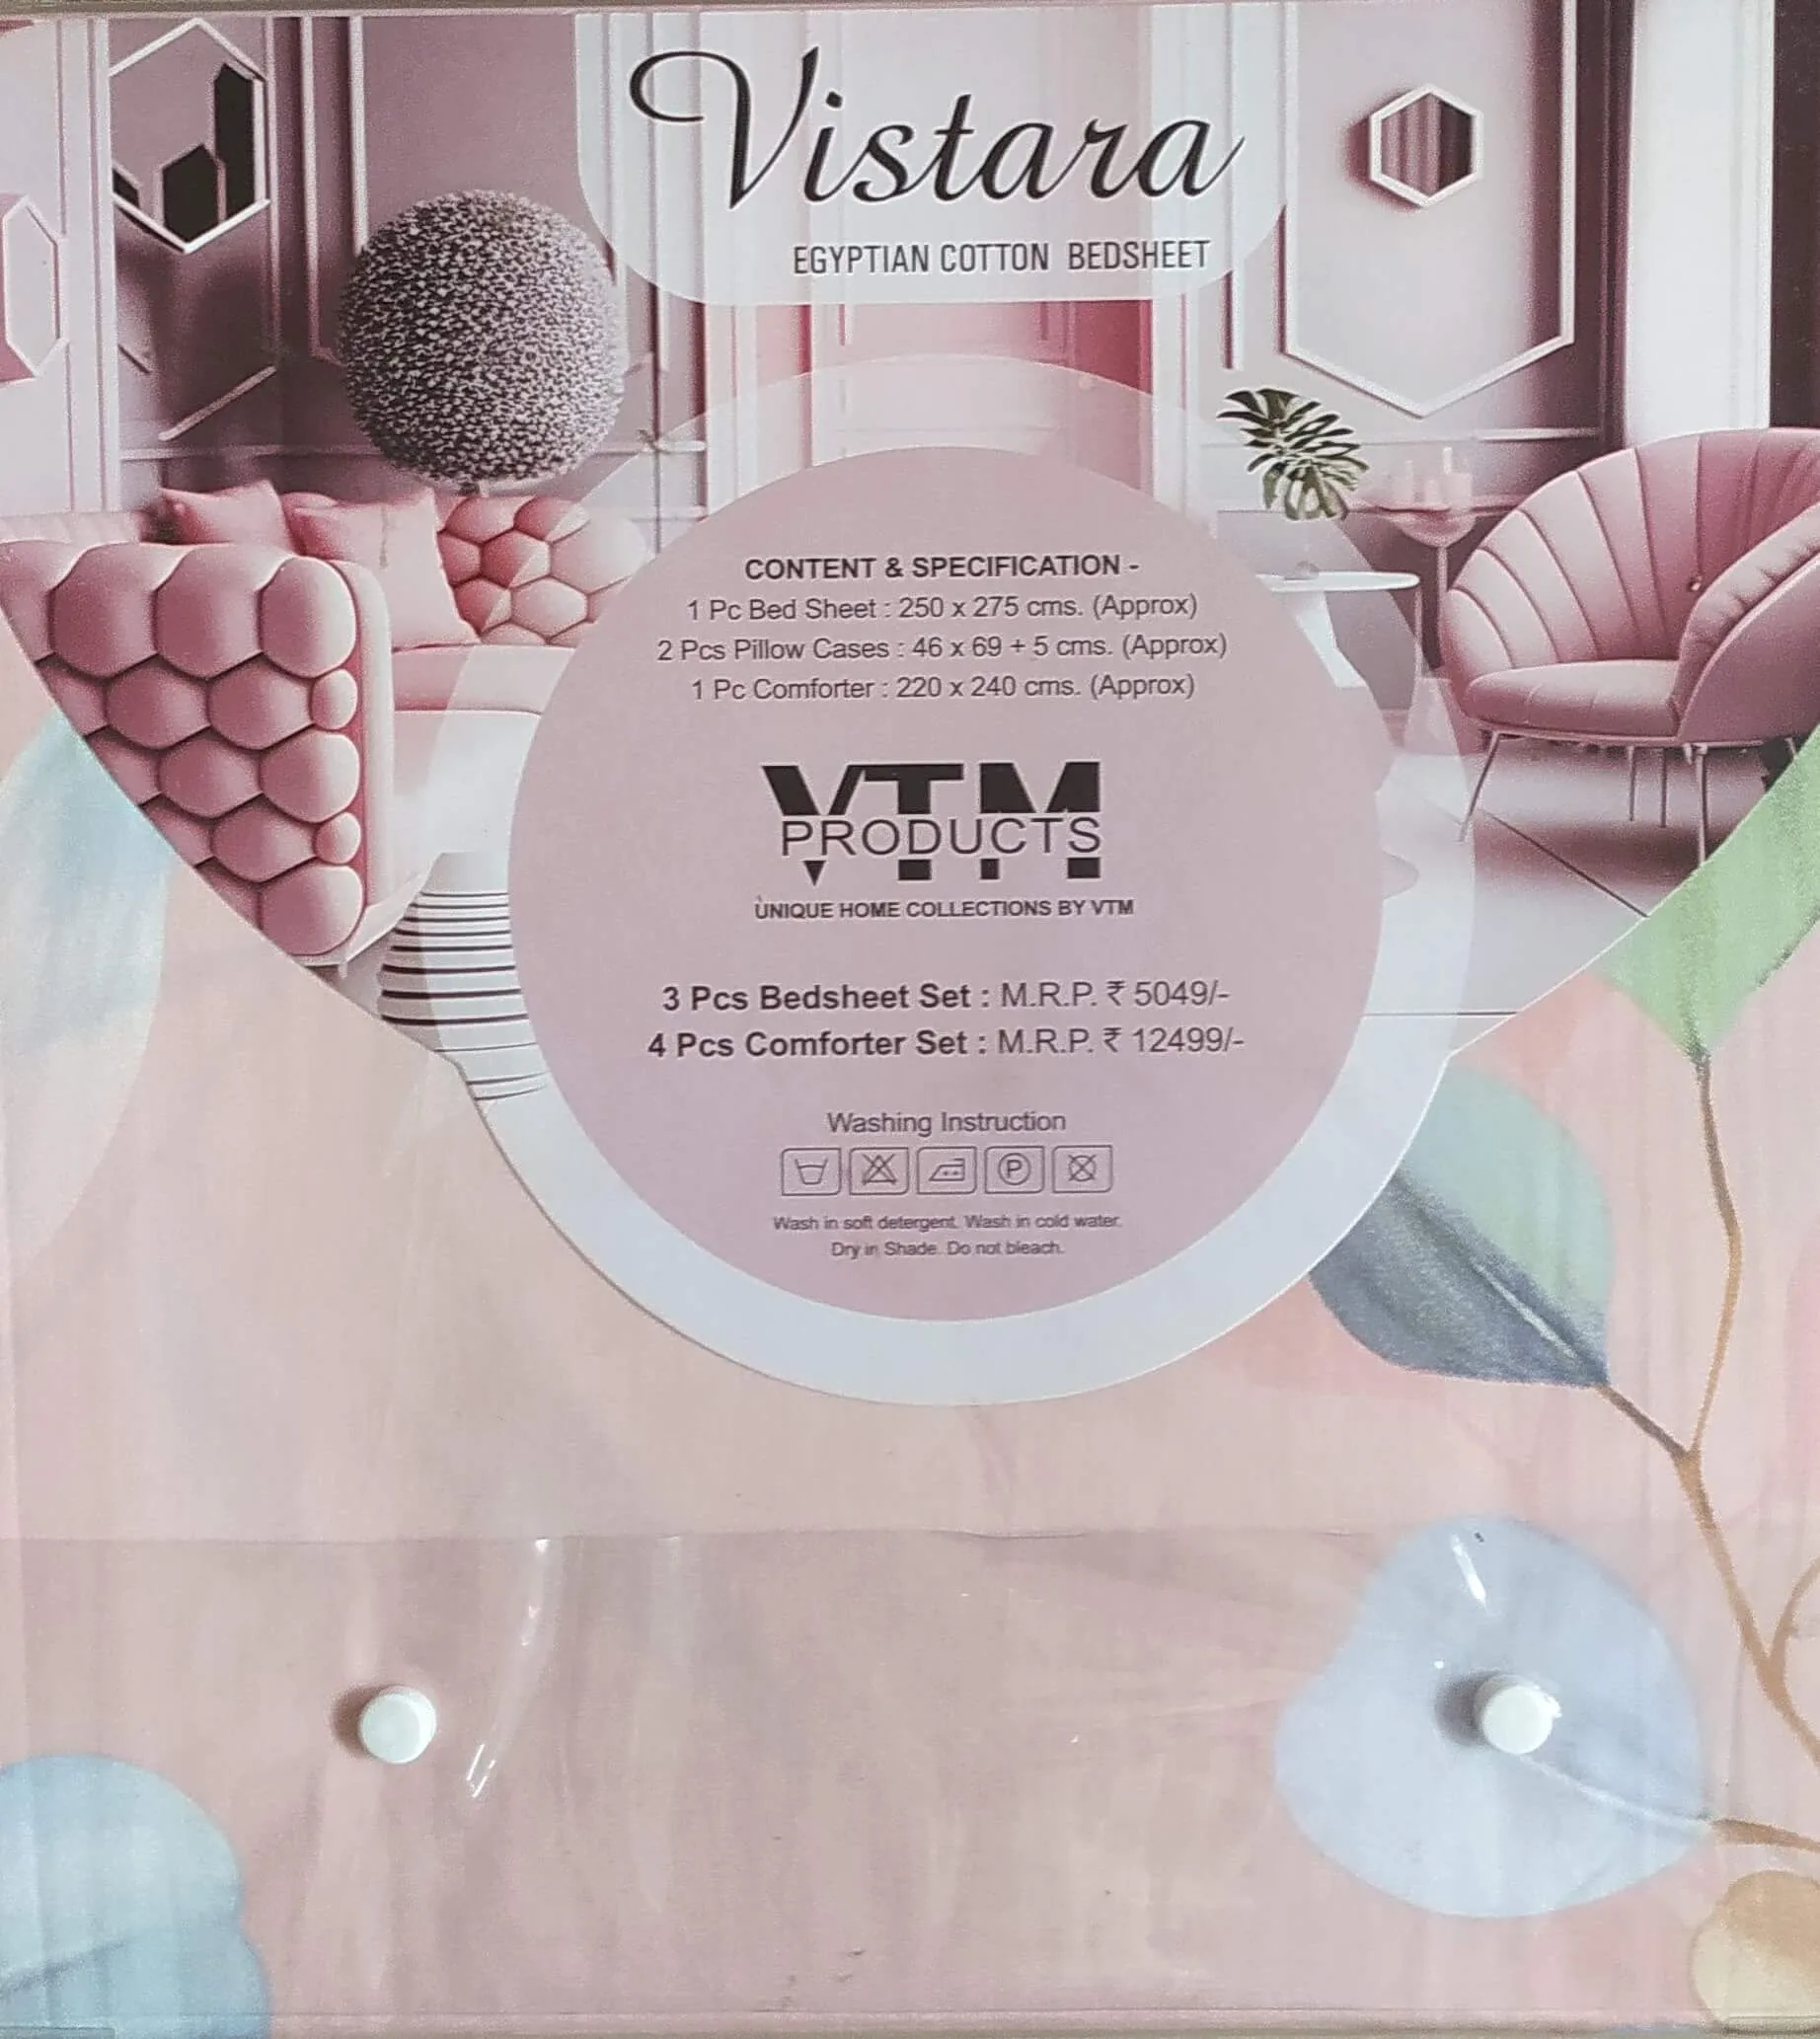 Vistara
EGYPTIAN COTTON BEDSHEET
CONTENT & SPECIFICATION -
1 Pc Bed Sheet : 250 x 275 cms. (Approx)
2 Pcs Pillow Cases : 46 x 69 + 5 cms. (Approx)
1 Pc Comforter : 220 x 240 cms. (Approx)
VTM
PRODUCTS
UNIQUE HOME COLLECTIONS BY VTM
3 Pcs Bedsheet Set : M.R.P. ₹ 5049/-
4 Pcs Comforter Set : M.R.P. ₹ 12499/-
Washing Instruction
P
Wash in soft detergent. Wash in cold water.
Dry in Shade. Do not bleach.